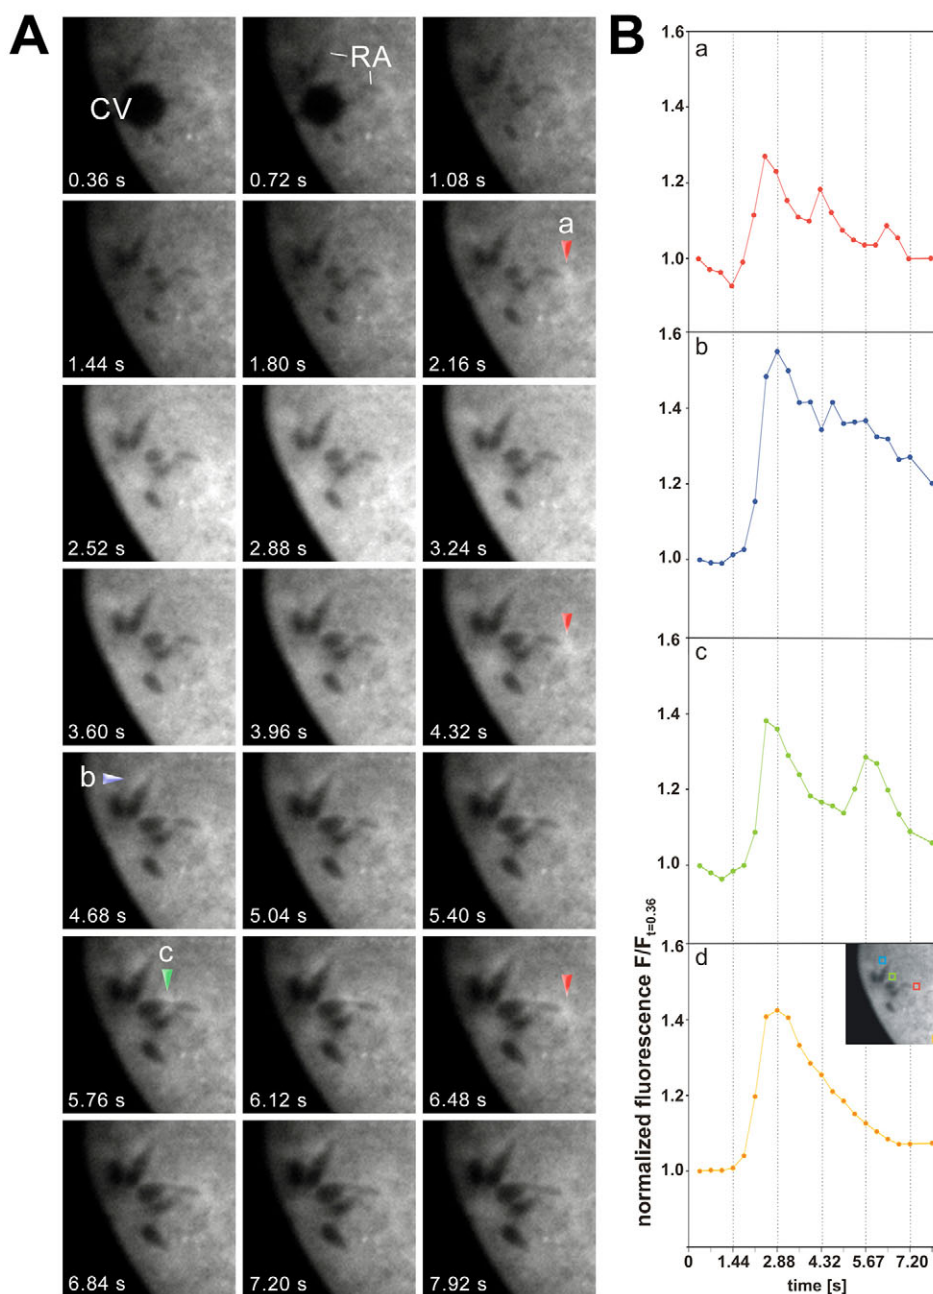 A
CV
RA
0.36 s
0.72 s
1.08 s
a
1.44 s
1.80 s
2.16 s
2.52 s
2.88 s
3.24 s
3.60 s
3.96 s
4.32 s
b
4.68 s
5.04 s
5.40 s
c
5.76 s
6.12 s
6.48 s
6.84 s
7.20 s
7.92 s
B
1.6
a
1.4
1.2
1.0
1.6
b
1.4
1.2
1.0
1.6
c
1.4
1.2
1.0
1.6
d
1.4
1.2
1.0
normalized fluorescence F/Ft=0.36
0 1.44 2.88 4.32 5.67 7.20
time [s]